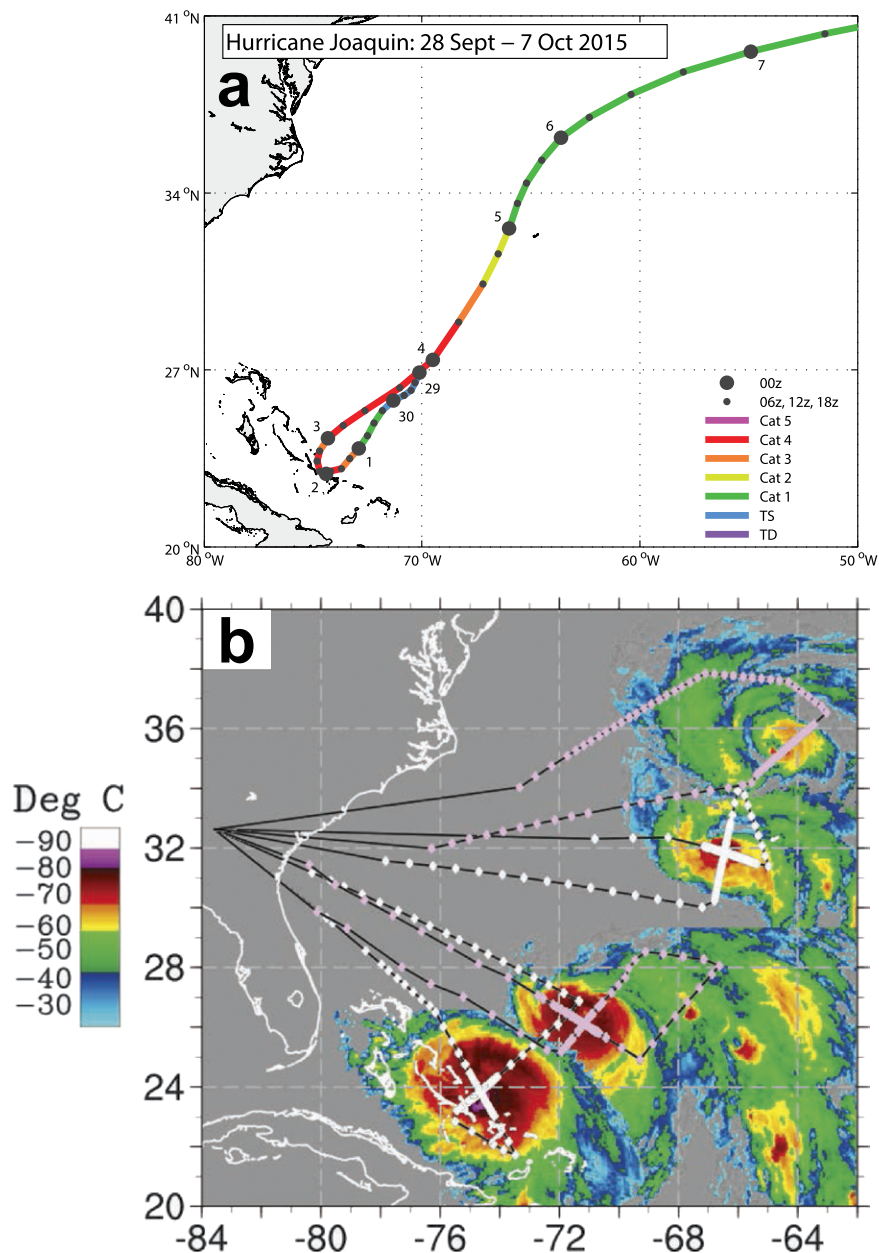 41 °N
Hurricane Joaquin: 28 Sept – 7 Oct 2015
a
7
6
34 °N
5
4
27 °N
29
30
3
1
2
00z
06z, 12z, 18z
Cat 5
Cat 4
Cat 3
Cat 2
Cat 1
TS
TD
20 °N
80 °W 70 °W 60 °W 50 °W
b
40
36
32
28
24
20
Deg C
-90
-80
-70
-60
-50
-40
-30
-84 -80 -76 -72 -68 -64